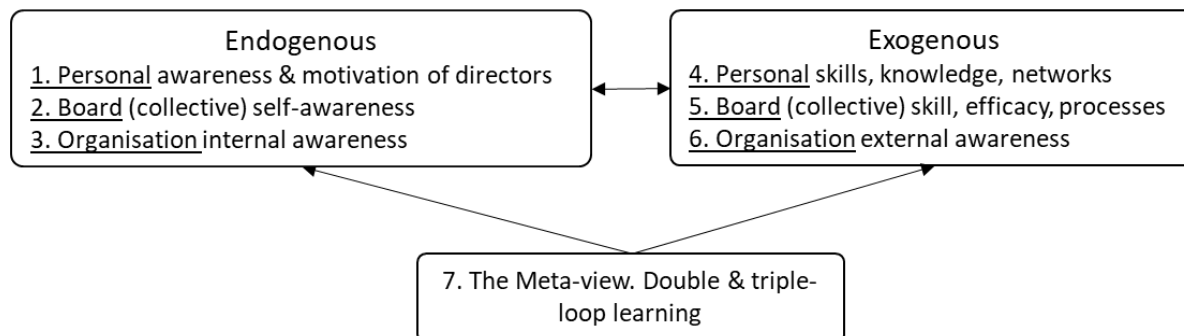 Endogenous
1. Personal awareness & motivation of directors
2. Board (collective) self-awareness
3. Organisation internal awareness
Exogenous
4. Personal skills, knowledge, networks
5. Board (collective) skill, efficacy, processes
6. Organisation external awareness
7. The Meta-view. Double & triple-
loop learning